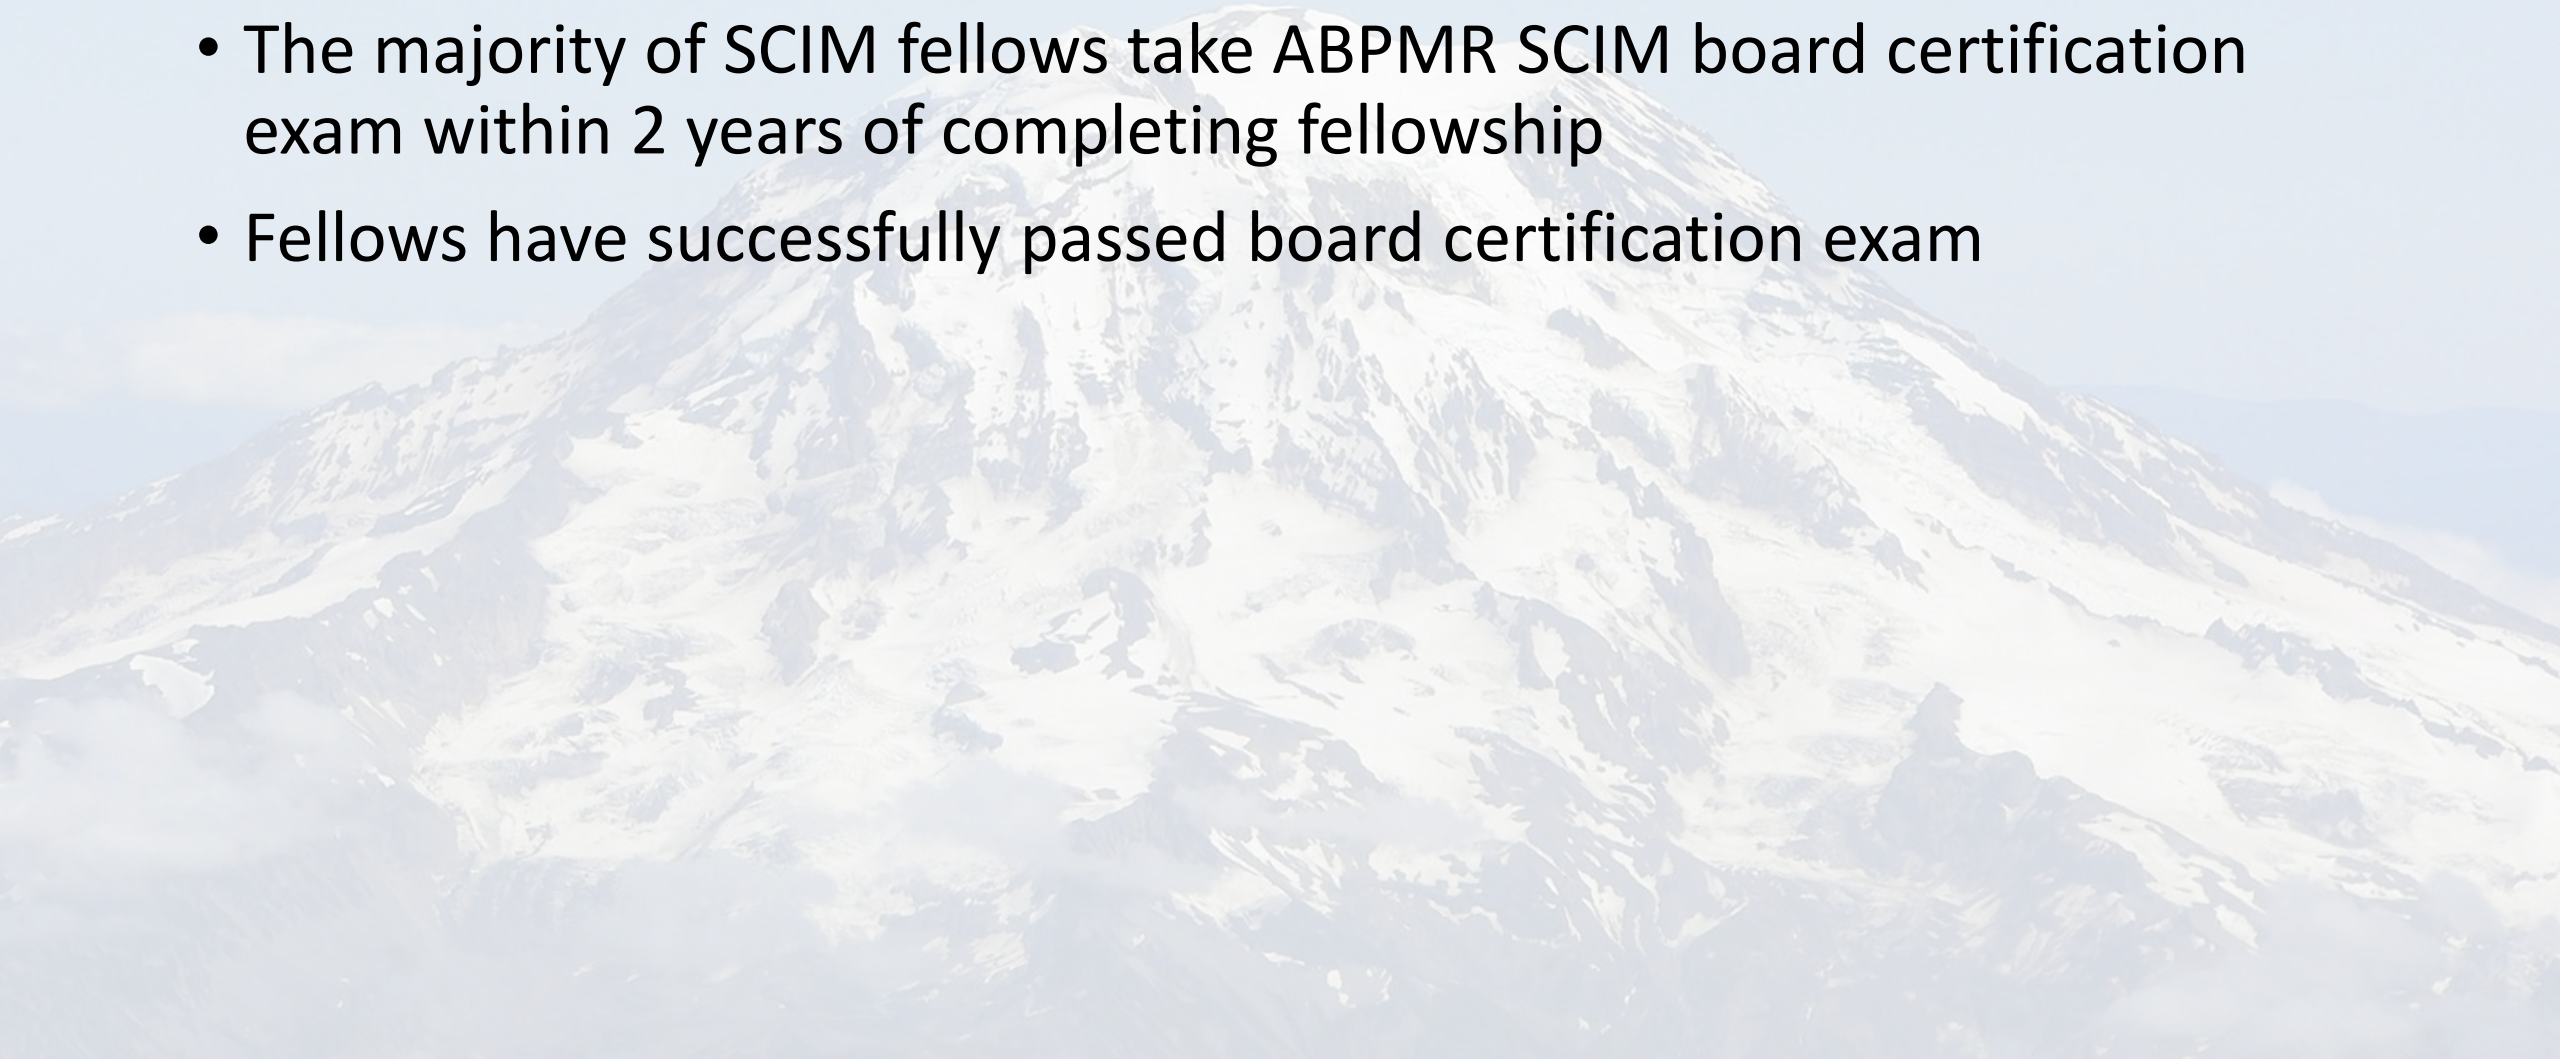 • The majority of SCIM fellows take ABPMR SCIM board certification
exam within 2 years of completing fellowship
• Fellows have successfully passed board certification exam